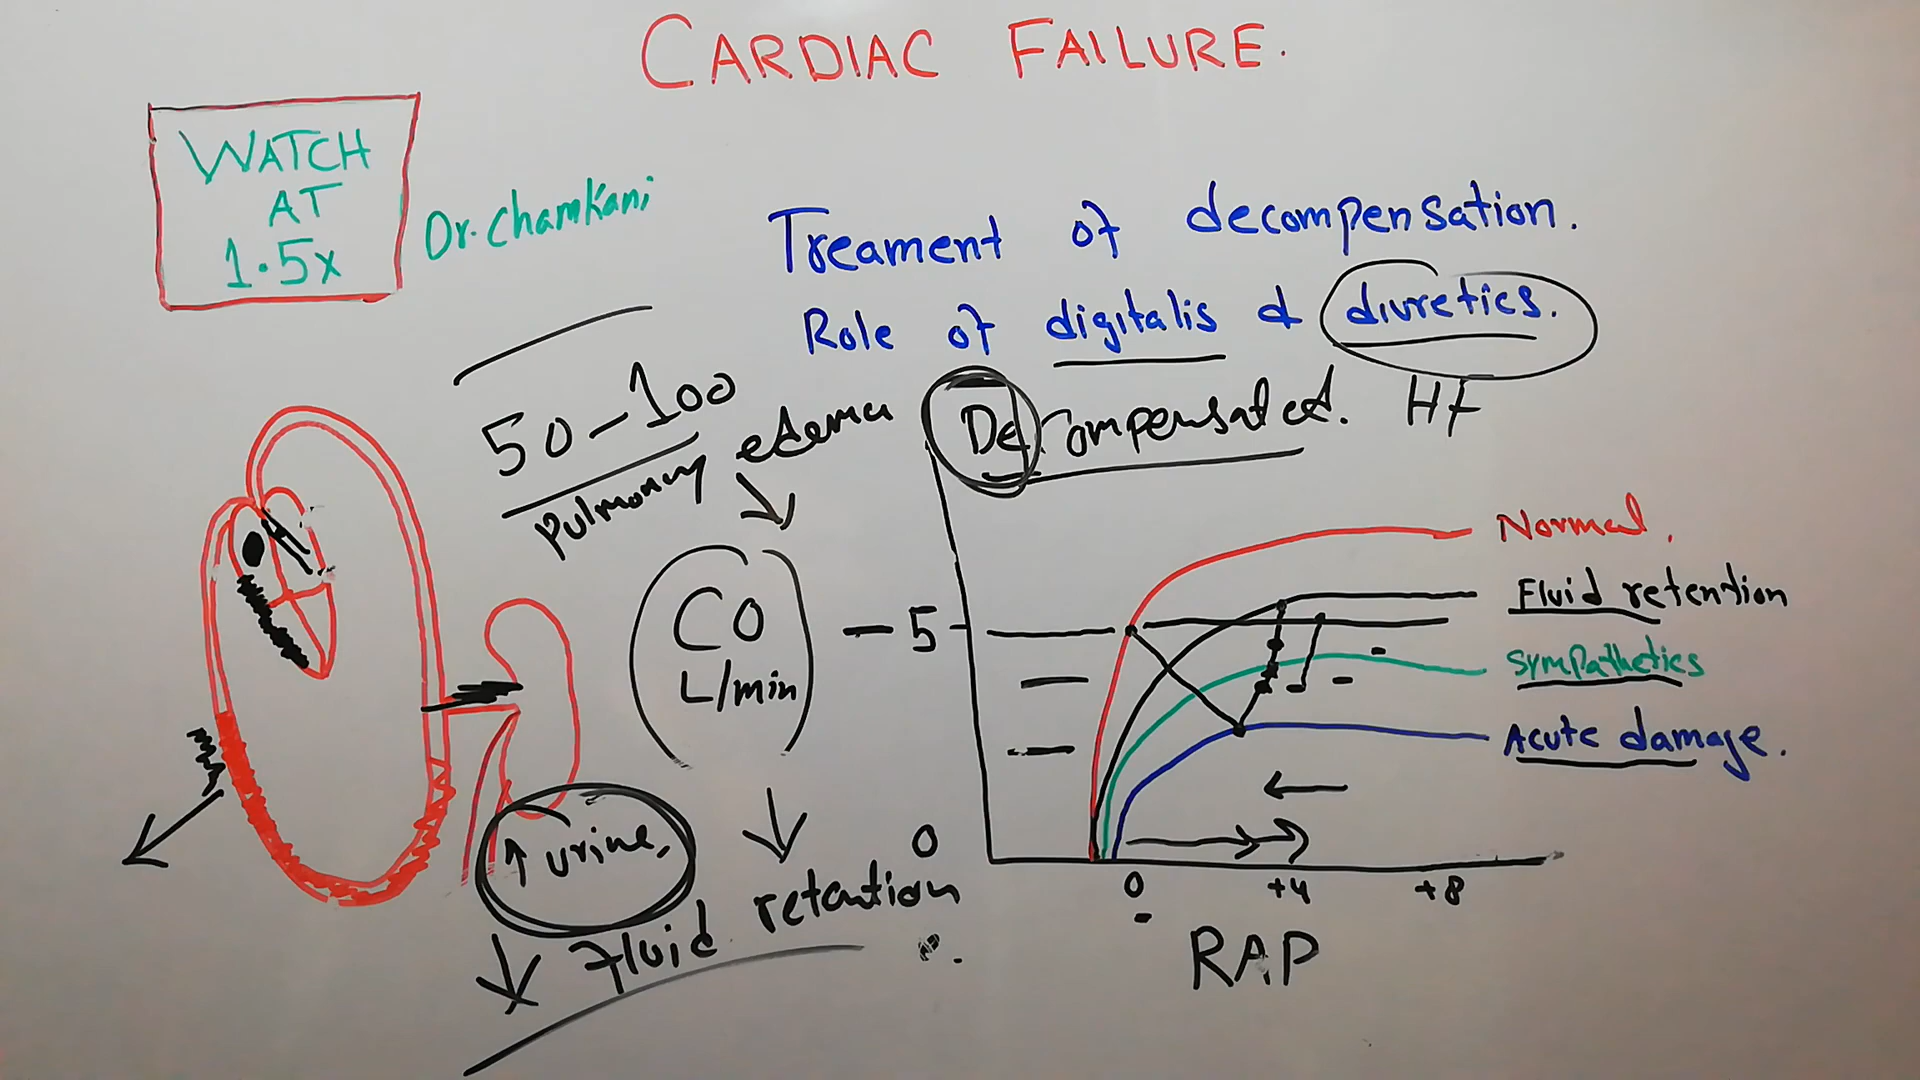 CARDIAC FAILURE.
WATCH
AT
1.5x
Dr. Chamkani
Treament of decompensation.
Role of digitalis & diuretics.
50-100
Pulmonary edema
Decompensated. HF
CO
L/min
5
0
Normal.
Fluid retention
Sympathetics
Acute damage.
0 +4 +8
RAP
↑ urine,
↓ Fluid retention